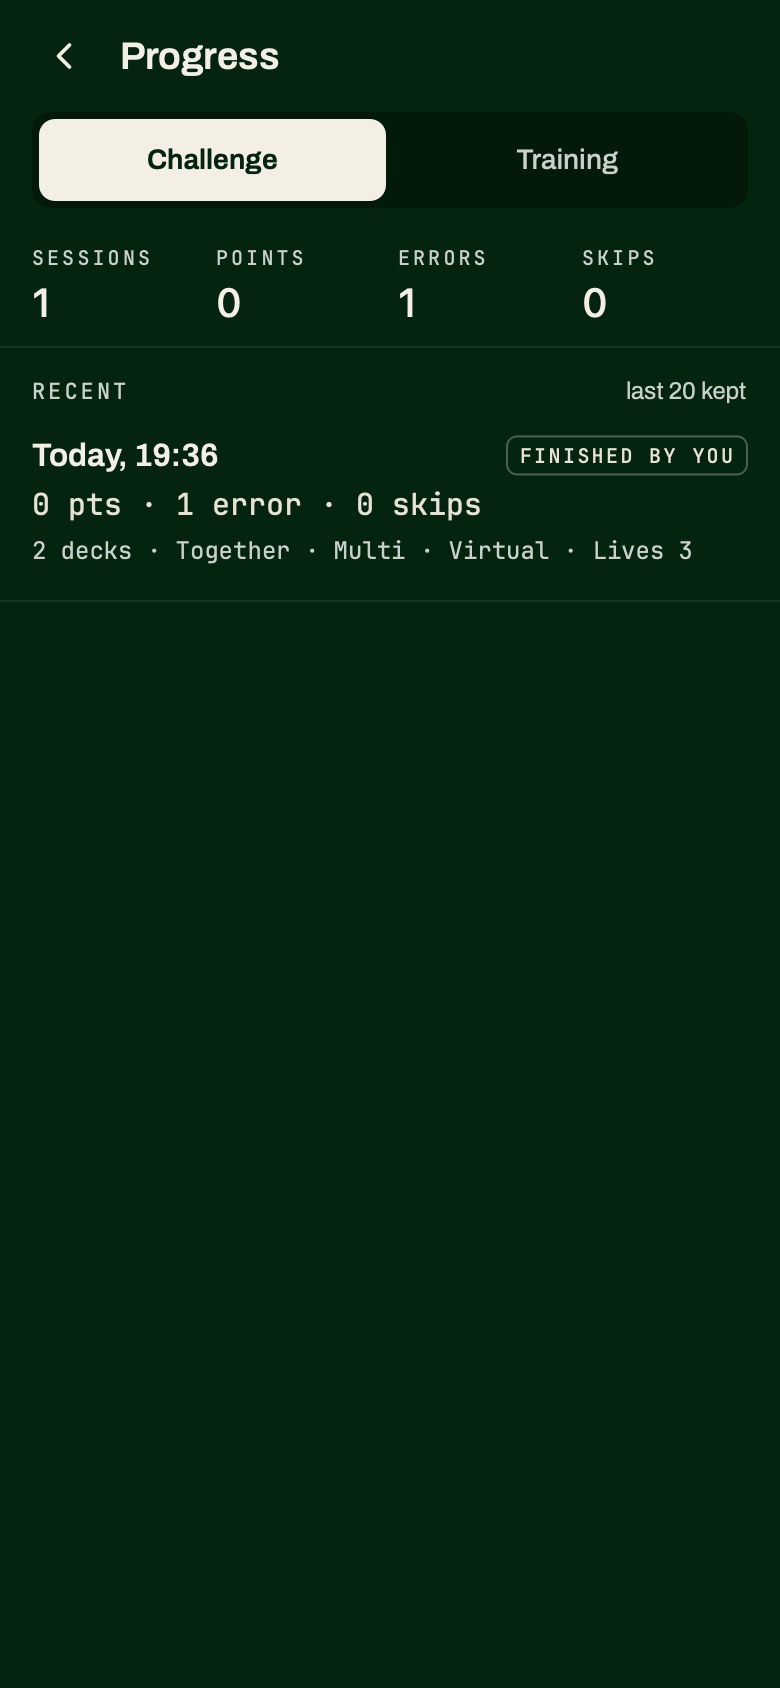 Progress
Challenge Training
SESSIONS POINTS ERRORS SKIPS
1 0 1 0
RECENT last 20 kept
Today, 19:36 FINISHED BY YOU
0 pts · 1 error · 0 skips
2 decks · Together · Multi · Virtual · Lives 3